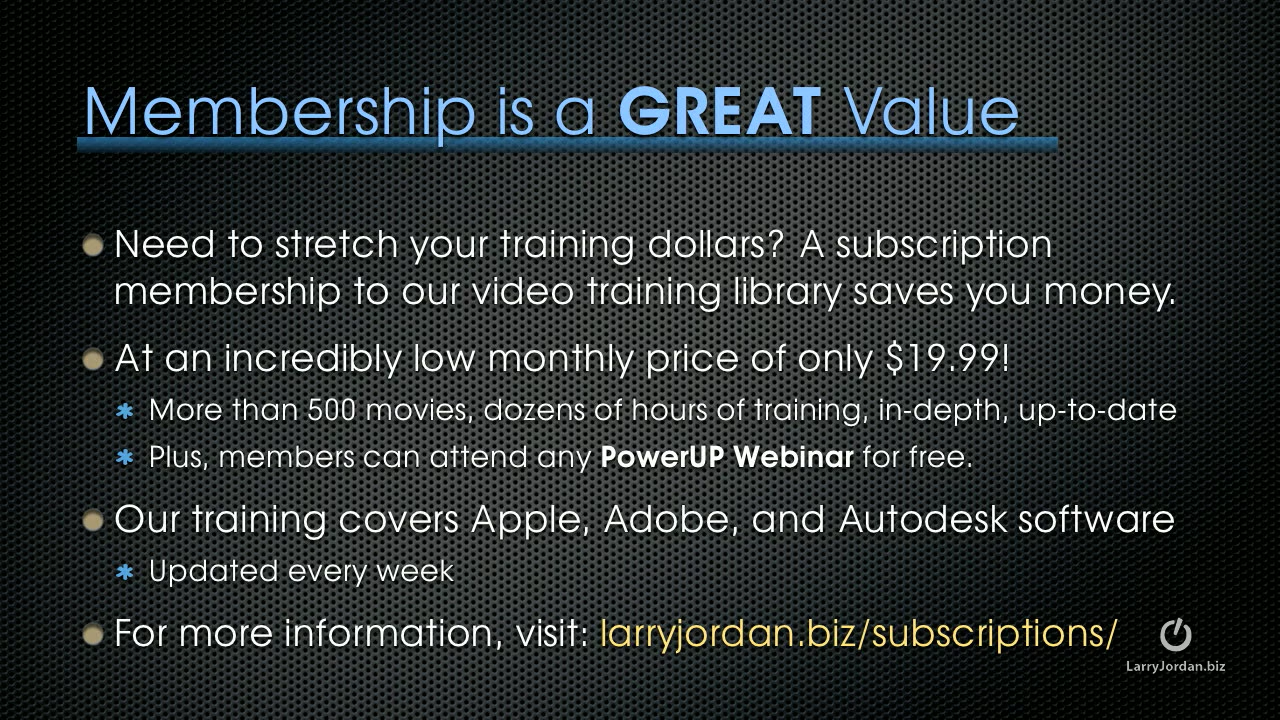 Membership is a GREAT Value
Need to stretch your training dollars? A subscription
membership to our video training library saves you money.
At an incredibly low monthly price of only $19.99!
More than 500 movies, dozens of hours of training, in-depth, up-to-date
Plus, members can attend any PowerUP Webinar for free.
Our training covers Apple, Adobe, and Autodesk software
Updated every week
For more information, visit: larryjordan.biz/subscriptions/
LarryJordan.biz